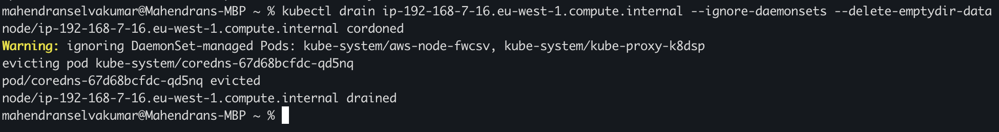 mahendranselvakumar@Mahendrans-MBP ~ % kubectl drain ip-192-168-7-16.eu-west-1.compute.internal --ignore-daemonsets --delete-emptydir-data
node/ip-192-168-7-16.eu-west-1.compute.internal cordoned
Warning: ignoring DaemonSet-managed Pods: kube-system/aws-node-fwcsv, kube-system/kube-proxy-k8dsp
evicting pod kube-system/coredns-67d68bcfdc-qd5nq
pod/coredns-67d68bcfdc-qd5nq evicted
node/ip-192-168-7-16.eu-west-1.compute.internal drained
mahendranselvakumar@Mahendrans-MBP ~ %